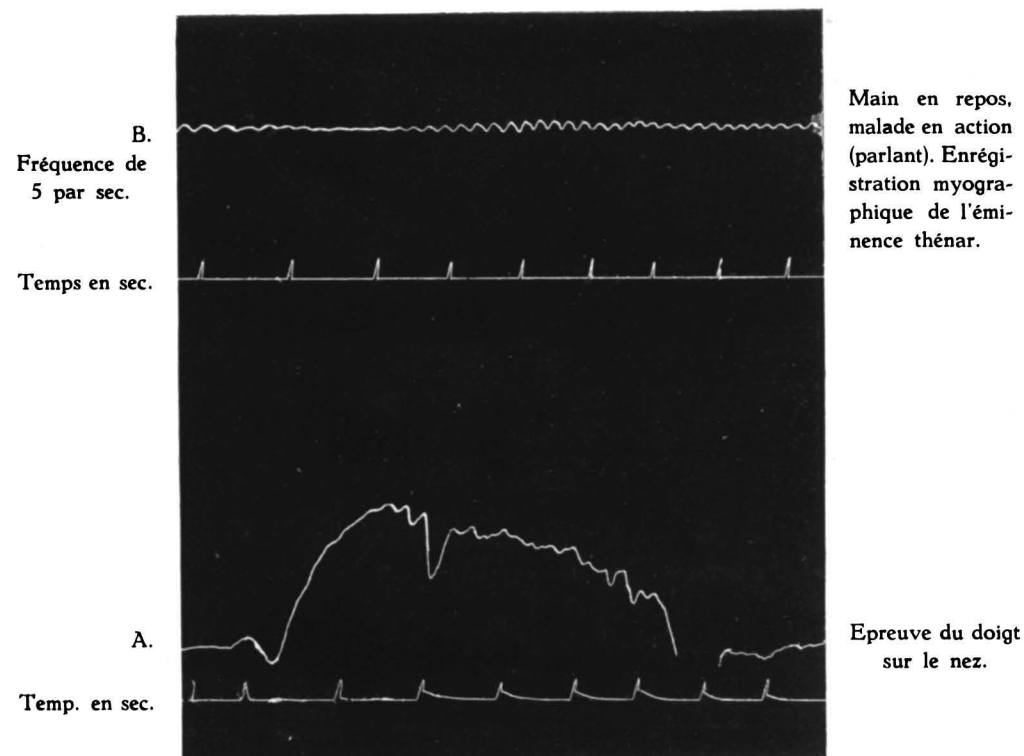 B.
Fréquence de
5 par sec.
Temps en sec.
Main en repos,
malade en action
(parlant). Enrégi-
stration myogra-
phique de l'émi-
nence thénar.
A.
Temp. en sec.
Epreuve du doigt
sur le nez.